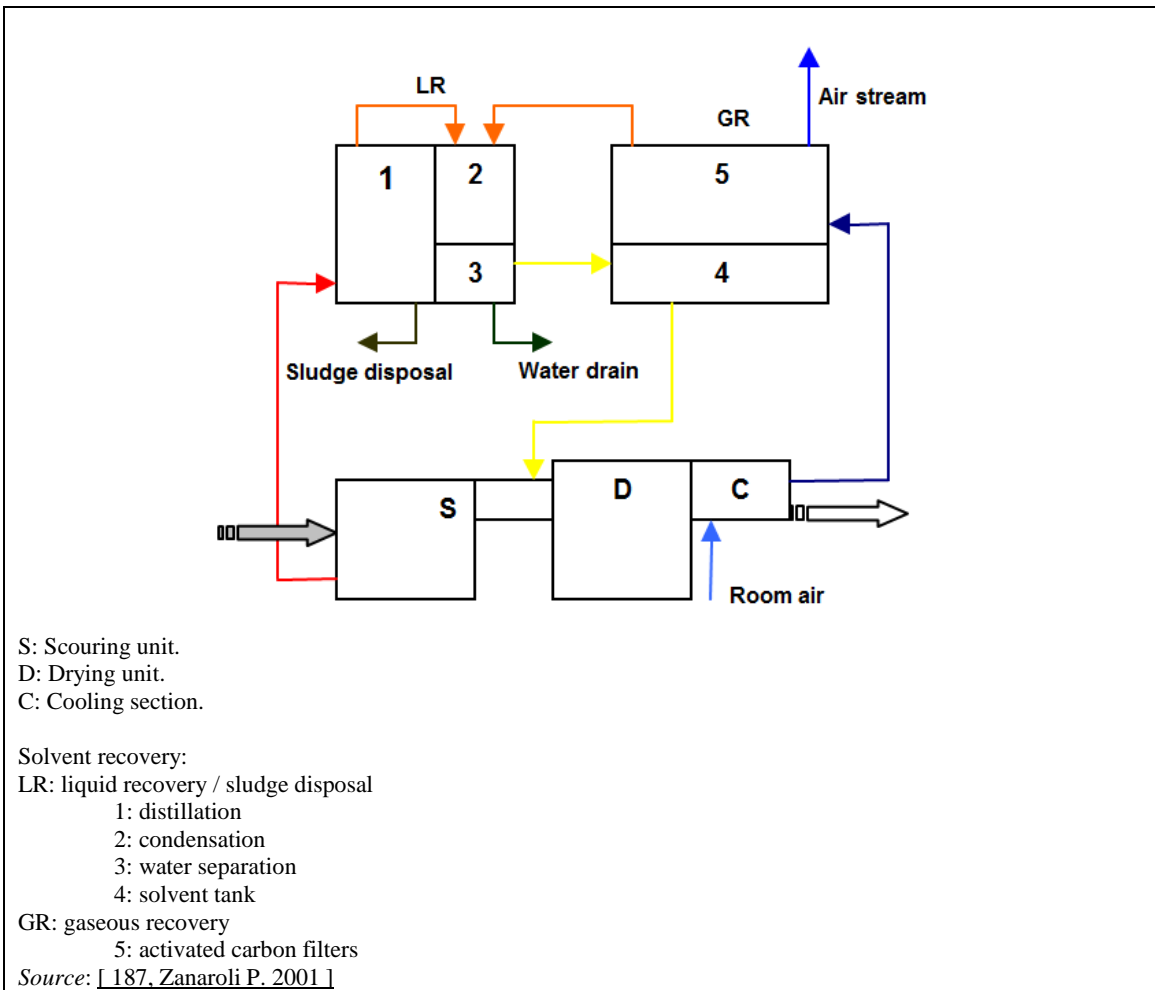 LR
Air stream
GR
1
2
5
3
4
Sludge disposal
Water drain
S
D
C
Room air
S: Scouring unit.
D: Drying unit.
C: Cooling section.
Solvent recovery:
LR: liquid recovery / sludge disposal
1: distillation
2: condensation
3: water separation
4: solvent tank
GR: gaseous recovery
5: activated carbon filters
Source: [ 187, Zanaroli P. 2001 ]